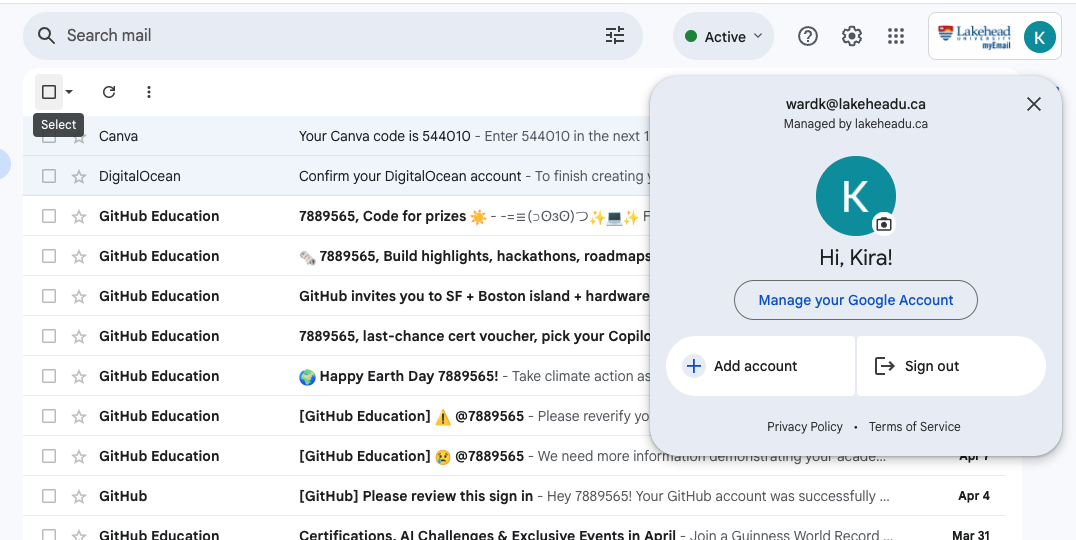 Search mail
Active
Lakehead
UNIVERSITY
myEmail
K
Select
wardk@lakeheadu.ca
Managed by lakeheadu.ca
K
Hi, Kira!
Manage your Google Account
Add account
Sign out
Privacy Policy • Terms of Service
Canva Your Canva code is 544010 - Enter 544010 in the next 1
DigitalOcean Confirm your DigitalOcean account - To finish creating
GitHub Education 7889565, Code for prizes ☀️ - -=≡(っʘзʘ)つ✨💻✨ F
GitHub Education 🗞️ 7889565, Build highlights, hackathons, roadmaps
GitHub Education GitHub invites you to SF + Boston island + hardware
GitHub Education 7889565, last-chance cert voucher, pick your Copilo
GitHub Education 🌍 Happy Earth Day 7889565! - Take climate action as
GitHub Education [GitHub Education] ⚠️ @7889565 - Please reverify yo
GitHub Education [GitHub Education] 😢 @7889565 - We need more information demonstrating your acade… Apr
GitHub [GitHub] Please review this sign in - Hey 7889565! Your GitHub account was successfully ... Apr 4
GitHub Education Certifications, AI Challenges & Exclusive Events in April - Join a Guinness World Record ... Mar 31